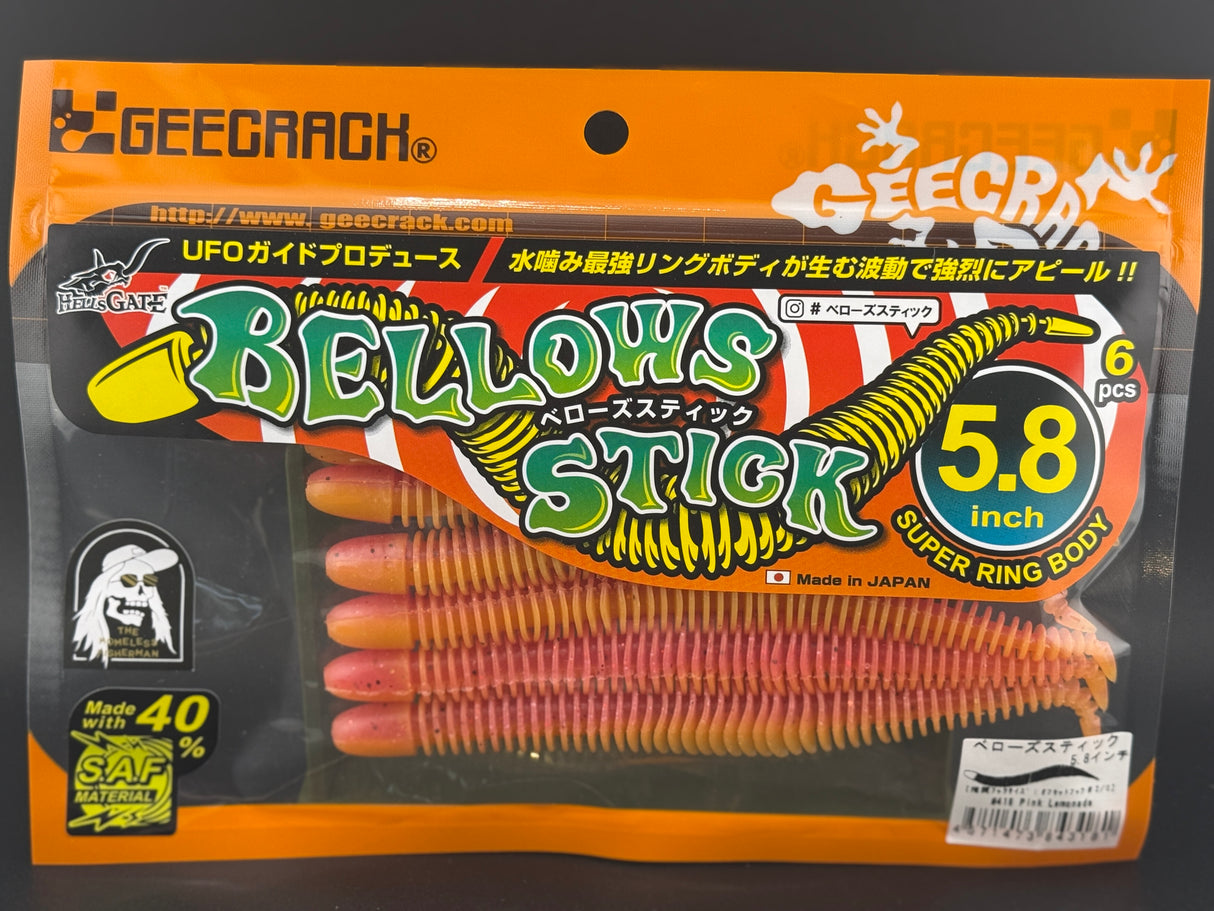 GEECRACK®
GEECRACK
http://www.geecrack.com
HELL'S GATE™
UFOガイドプロデュース
水噛み最強リングボディが生む波動で強烈にアピール!!
# ベローズスティック
BELLOWS
ベローズスティック
STICK
6
pcs
5.8
inch
SUPER RING BODY
Made in JAPAN
THE
HOMELESS
FISHERMAN
Made
with 40
%
S.A.F
MATERIAL
ベローズスティック
5.8インチ
#418 Pink Lemonade